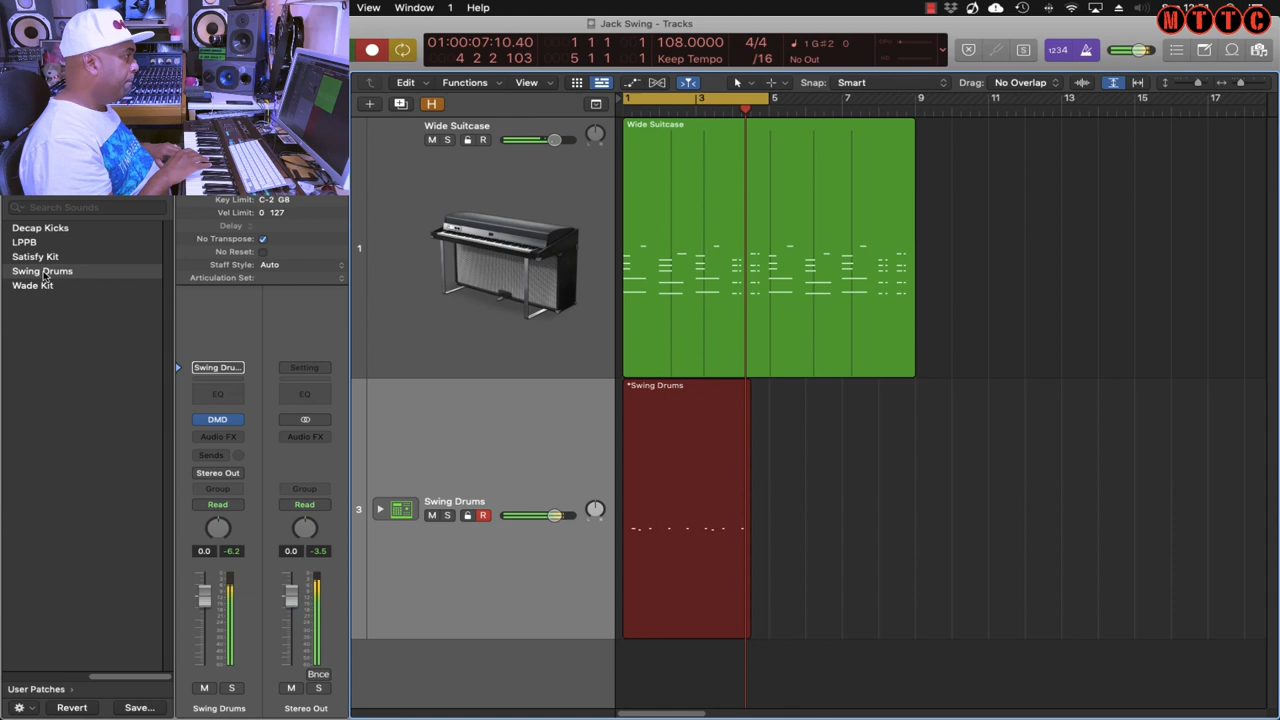 View Window 1 Help
MTTC
Jack Swing - Tracks
01:00:07:10.40
4 2 2 103
1 1 1
1 1 1
108.0000
Keep Tempo
4/4
/16
1 G#2 0
No Out
S
1234
Edit Functions View Snap: Smart Drag: No Overlap
H
1 3 5 7 9 11 13 15 17
Search Sounds
Decap Kicks
LPPB
Satisfy Kit
Swing Drums
Wade Kit
Key Limit: C-2 G8
Vel Limit: 0 127
Delay
No Transpose:
No Reset:
Staff Style: Auto
Articulation Set:
Wide Suitcase
M S R
1
Wide Suitcase
Swing Dru... Setting
EQ EQ
DMD
Audio FX Audio FX
Sends
Stereo Out
Group Group
Read Read
0.0 -6.2 0.0 -3.5
Bnce
M S M S
Swing Drums Stereo Out
3
Swing Drums
M S R
*Swing Drums
User Patches
Revert Save...